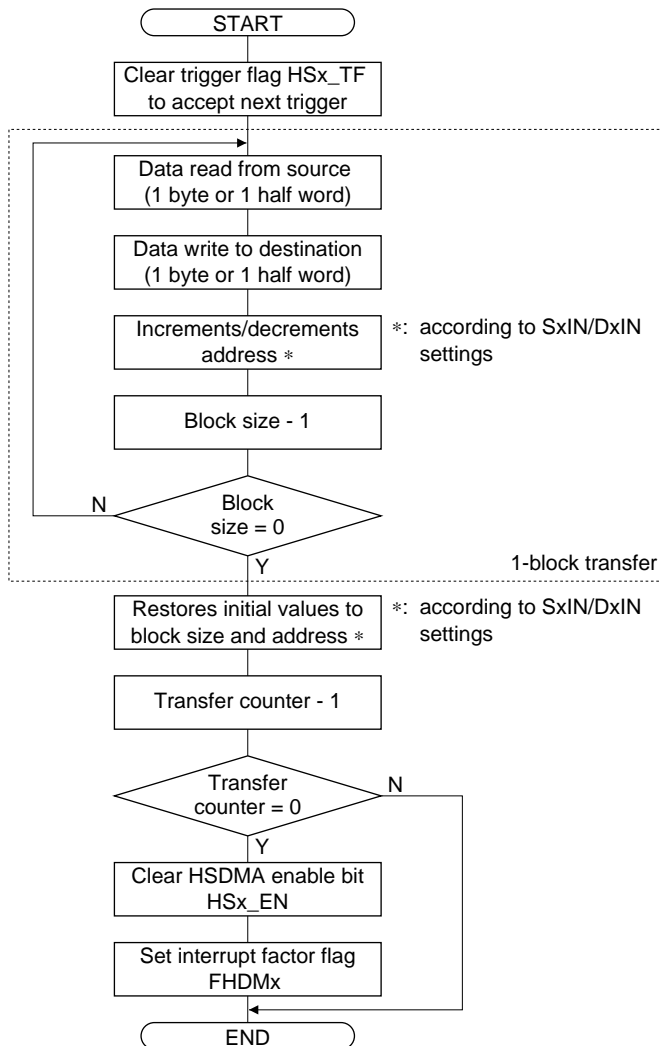 START
Clear trigger flag HSx_TF
to accept next trigger
Data read from source
(1 byte or 1 half word)
Data write to destination
(1 byte or 1 half word)
Increments/decrements
address *
*: according to SxIN/DxIN
settings
Block size - 1
Block
size = 0
N
Y
1-block transfer
Restores initial values to
block size and address *
*: according to SxIN/DxIN
settings
Transfer counter - 1
Transfer
counter = 0
N
Y
Clear HSDMA enable bit
HSx_EN
Set interrupt factor flag
FHDMx
END